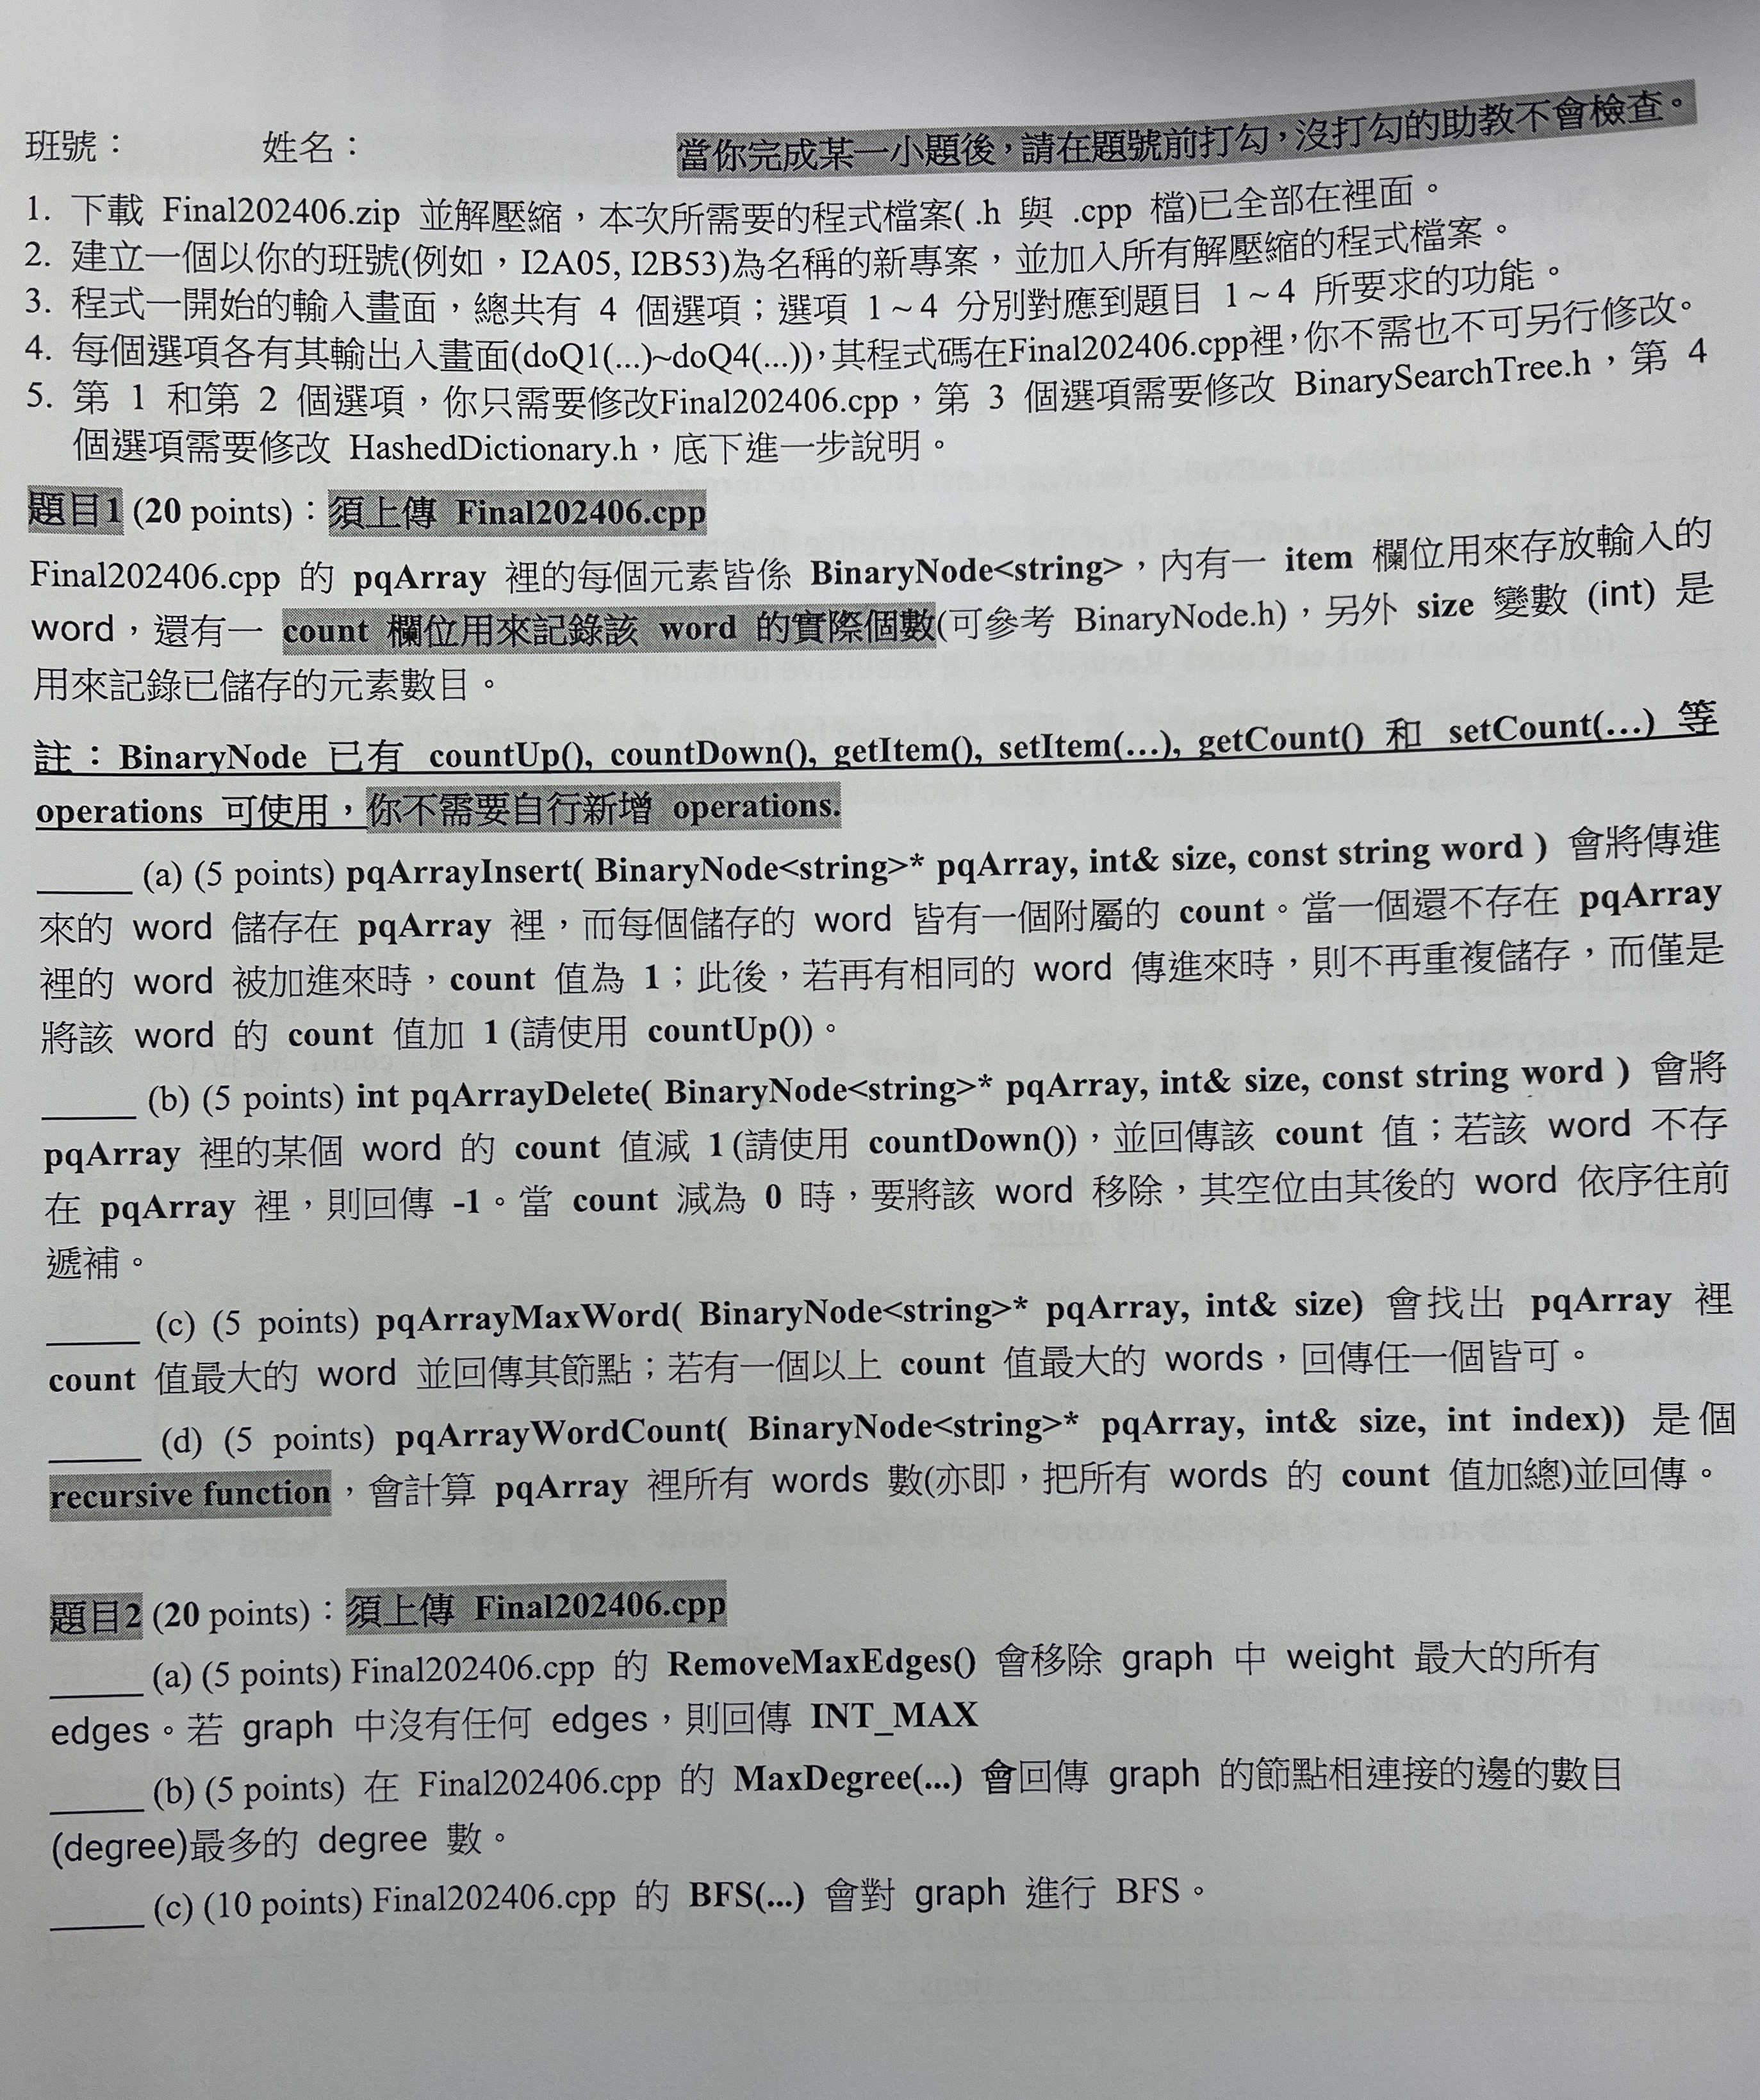 班號： 姓名： 當你完成某一小題後，請在題號前打勾，沒打勾的助教不會檢查。
1. 下載 Final202406.zip 並解壓縮，本次所需要的程式檔案( .h 與 .cpp 檔)已全部在裡面。
2. 建立一個以你的班號(例如，I2A05, I2B53)為名稱的新專案，並加入所有解壓縮的程式檔案。
3. 程式一開始的輸入畫面，總共有 4 個選項；選項 1～4 分別對應到題目 1～4 所要求的功能。
4. 每個選項各有其輸出入畫面(doQ1(...)~doQ4(...))，其程式碼在Final202406.cpp裡，你不需也不可另行修改。
5. 第 1 和第 2 個選項，你只需要修改Final202406.cpp，第 3 個選項需要修改 BinarySearchTree.h，第 4
個選項需要修改 HashedDictionary.h，底下進一步說明。
題目1 (20 points)：須上傳 Final202406.cpp
Final202406.cpp 的 pqArray 裡的每個元素皆係 BinaryNode<string>，內有一 item 欄位用來存放輸入的
word，還有一 count 欄位用來記錄該 word 的實際個數(可參考 BinaryNode.h)，另外 size 變數 (int) 是
用來記錄已儲存的元素數目。
註：BinaryNode 已有 countUp(), countDown(), getItem(), setItem(...), getCount() 和 setCount(...) 等
operations 可使用，你不需要自行新增 operations.
_____ (a) (5 points) pqArrayInsert( BinaryNode<string>* pqArray, int& size, const string word ) 會將傳進
來的 word 儲存在 pqArray 裡，而每個儲存的 word 皆有一個附屬的 count。當一個還不存在 pqArray
裡的 word 被加進來時，count 值為 1；此後，若再有相同的 word 傳進來時，則不再重複儲存，而僅是
將該 word 的 count 值加 1 (請使用 countUp())。
_____ (b) (5 points) int pqArrayDelete( BinaryNode<string>* pqArray, int& size, const string word ) 會將
pqArray 裡的某個 word 的 count 值減 1 (請使用 countDown())，並回傳該 count 值；若該 word 不存
在 pqArray 裡，則回傳 -1。當 count 減為 0 時，要將該 word 移除，其空位由其後的 word 依序往前
遞補。
_____ (c) (5 points) pqArrayMaxWord( BinaryNode<string>* pqArray, int& size) 會找出 pqArray 裡
count 值最大的 word 並回傳其節點；若有一個以上 count 值最大的 words，回傳任一個皆可。
_____ (d) (5 points) pqArrayWordCount( BinaryNode<string>* pqArray, int& size, int index)) 是個
recursive function，會計算 pqArray 裡所有 words 數(亦即，把所有 words 的 count 值加總)並回傳。
題目2 (20 points)：須上傳 Final202406.cpp
_____ (a) (5 points) Final202406.cpp 的 RemoveMaxEdges() 會移除 graph 中 weight 最大的所有
edges。若 graph 中沒有任何 edges，則回傳 INT_MAX
_____ (b) (5 points) 在 Final202406.cpp 的 MaxDegree(...) 會回傳 graph 的節點相連接的邊的數目
(degree)最多的 degree 數。
_____ (c) (10 points) Final202406.cpp 的 BFS(...) 會對 graph 進行 BFS。